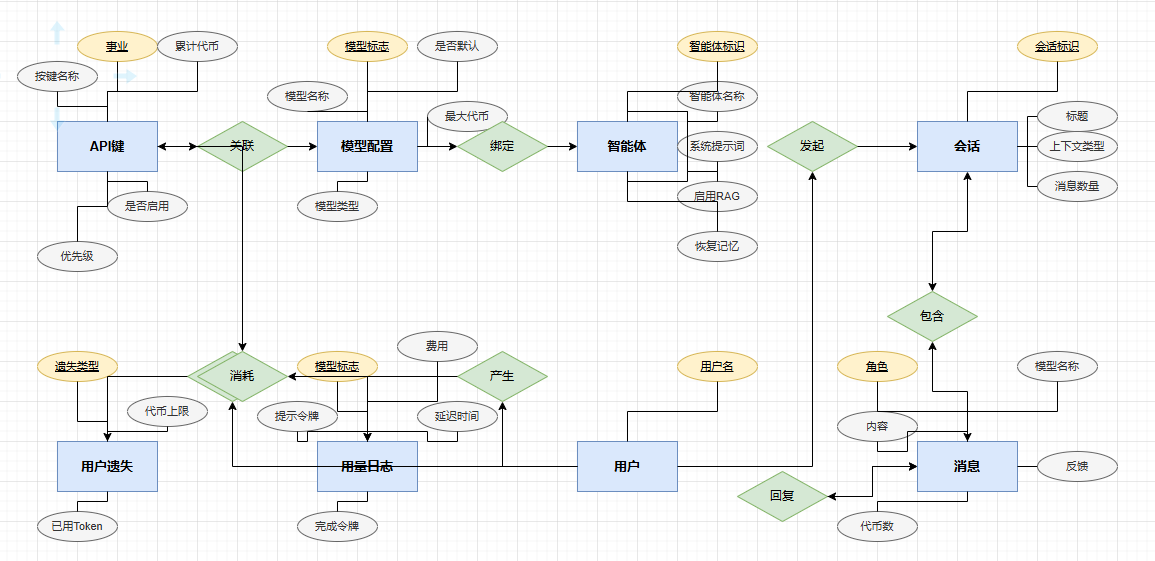 事业
累计代币
模型标志
是否默认
智能体标识
会话标识
按键名称
模型名称
智能体名称
最大代币
标题
API键
关联
模型配置
绑定
智能体
系统提示词
发起
会话
上下文类型
是否启用
模型类型
启用RAG
消息数量
优先级
恢复记忆
包含
费用
遗失类型
模型标志
用户名
角色
模型名称
消耗
产生
代币上限
提示令牌
延迟时间
内容
用户遗失
用量日志
用户
消息
反馈
回复
已用Token
完成令牌
代币数